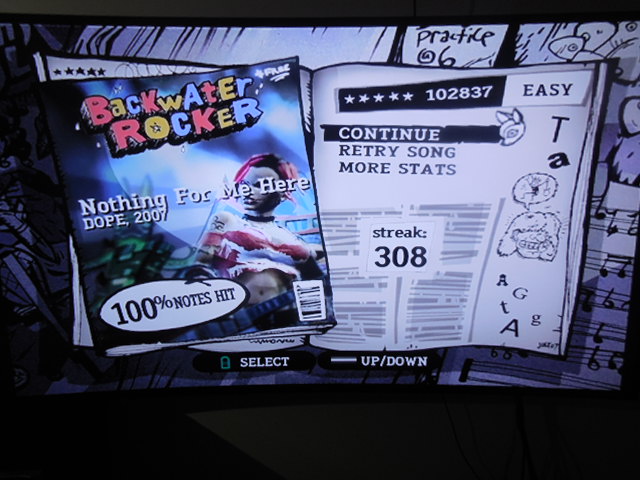 practice
★★★★★
FREE
BackwAtEr
ROCKER
Nothing For Me Here
DOPE, 2007
100% NOTES HIT
★★★★★ 102837 EASY
CONTINUE
RETRY SONG
MORE STATS
streak:
308
T
a
A
G
t
g
A
SELECT
UP/DOWN